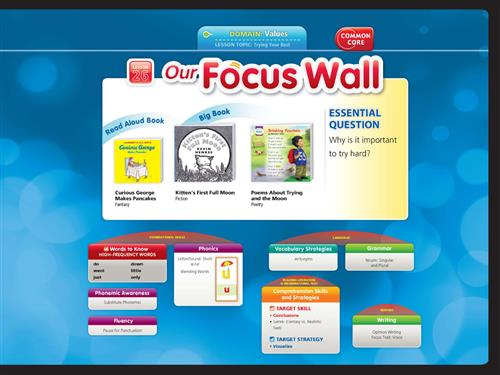 DOMAIN: Values
LESSON TOPIC: Trying Your Best
COMMON
CORE
LESSON
26
Our Focus Wall
Read Aloud Book
Big Book
Curious George
Makes Pancakes
Kitten's First
Full Moon
KEVIN
HENKES
Drinking Fountain
Curious George
Makes Pancakes
Fantasy
Kitten's First Full Moon
Fiction
Poems About Trying
and the Moon
Poetry
ESSENTIAL
QUESTION
Why is it important
to try hard?
FOUNDATIONAL SKILLS
Words to Know
HIGH-FREQUENCY WORDS
do down
went little
just only
Phonics
Letter/Sound: Short
u /ŭ/
Blending Words
u
u
Phonemic Awareness
Substitute Phonemes
Fluency
Pause for Punctuation
LANGUAGE
Vocabulary Strategies
Antonyms
Grammar
Nouns: Singular
and Plural
READING LITERATURE
& INFORMATIONAL TEXT
Comprehension Skills
and Strategies
TARGET SKILL
• Conclusions
• Genre: Fantasy vs. Realistic
Text
TARGET STRATEGY
• Visualize
WRITING
Writing
Opinion Writing
Focus Trait: Voice